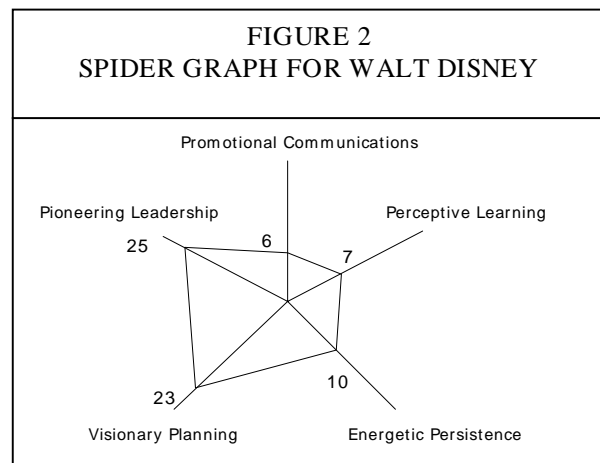 FIGURE 2
SPIDER GRAPH FOR WALT DISNEY
Promotional Communications
Pioneering Leadership
Perceptive Learning
25
6
7
10
23
Visionary Planning
Energetic Persistence